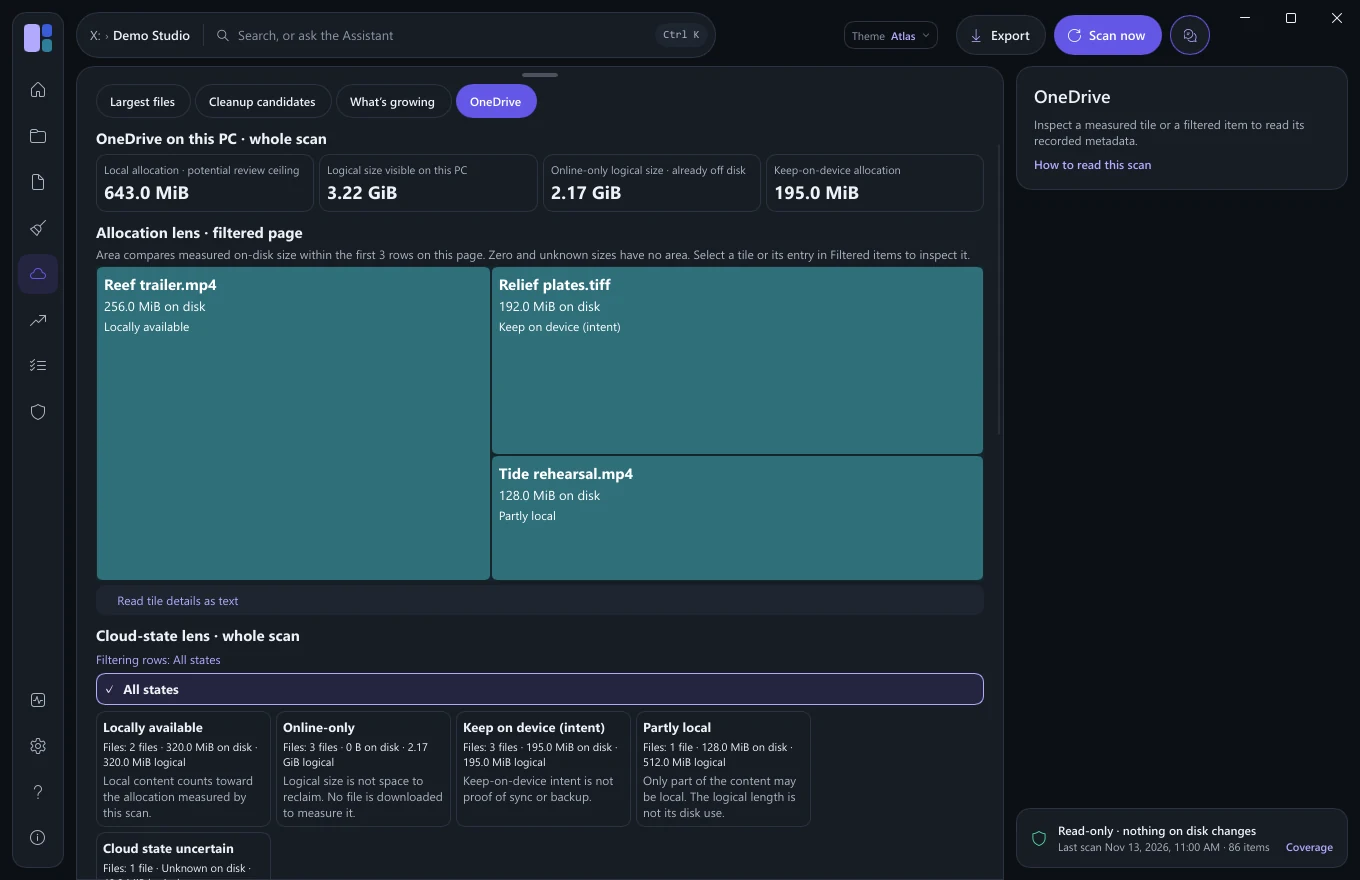 X: › Demo Studio
Search, or ask the Assistant
Ctrl K
Theme Atlas
Export
Scan now
Largest files
Cleanup candidates
What's growing
OneDrive
OneDrive on this PC · whole scan
Local allocation · potential review ceiling
643.0 MiB
Logical size visible on this PC
3.22 GiB
Online-only logical size · already off disk
2.17 GiB
Keep-on-device allocation
195.0 MiB
Allocation lens · filtered page
Area compares measured on-disk size within the first 3 rows on this page. Zero and unknown sizes have no area. Select a tile or its entry in Filtered items to inspect it.
Reef trailer.mp4
256.0 MiB on disk
Locally available
Relief plates.tiff
192.0 MiB on disk
Keep on device (intent)
Tide rehearsal.mp4
128.0 MiB on disk
Partly local
Read tile details as text
Cloud-state lens · whole scan
Filtering rows: All states
✓ All states
Locally available
Files: 2 files · 320.0 MiB on disk ·
320.0 MiB logical
Local content counts toward
the allocation measured by
this scan.
Online-only
Files: 3 files · 0 B on disk · 2.17
GiB logical
Logical size is not space to
reclaim. No file is downloaded
to measure it.
Keep on device (intent)
Files: 3 files · 195.0 MiB on disk ·
195.0 MiB logical
Keep-on-device intent is not
proof of sync or backup.
Partly local
Files: 1 file · 128.0 MiB on disk ·
512.0 MiB logical
Only part of the content may
be local. The logical length is
not its disk use.
Cloud state uncertain
Files: 1 file · Unknown on disk ·
OneDrive
Inspect a measured tile or a filtered item to read its
recorded metadata.
How to read this scan
Read-only · nothing on disk changes
Last scan Nov 13, 2026, 11:00 AM · 86 items
Coverage